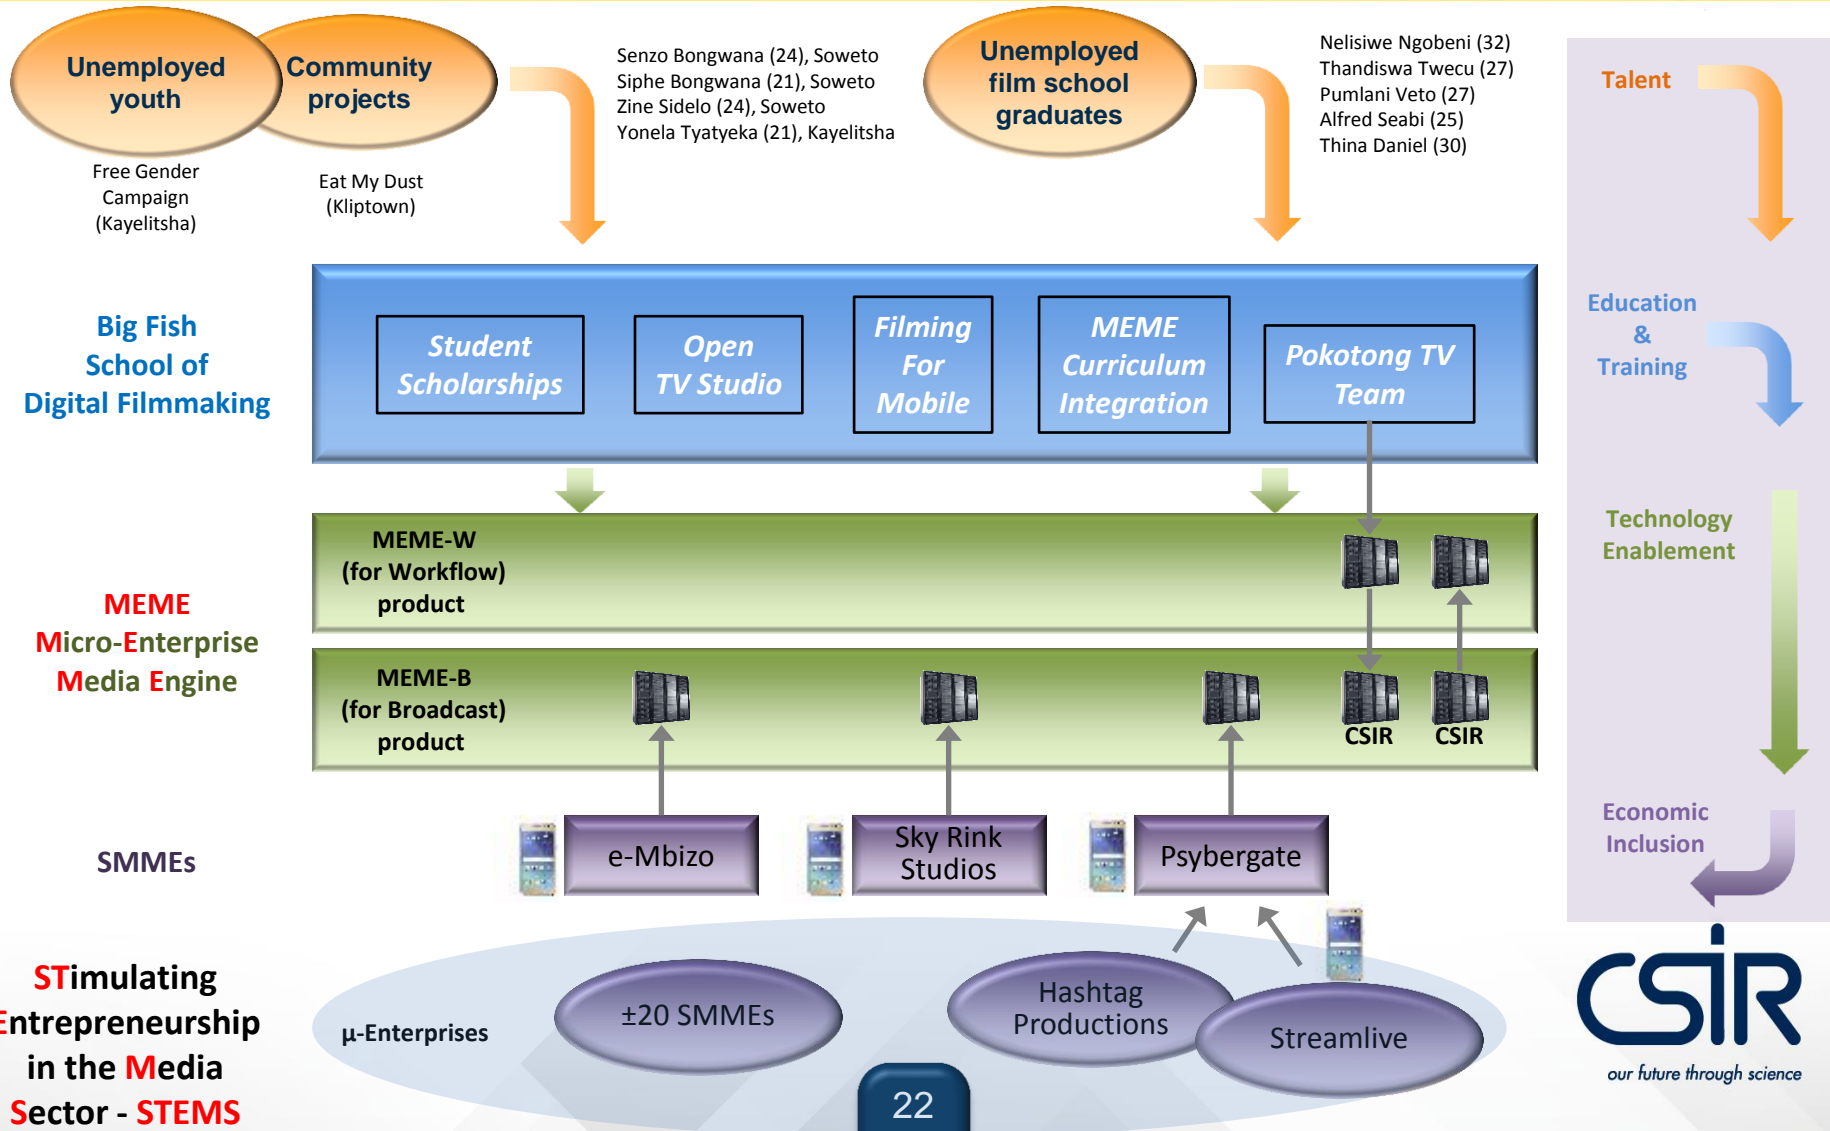 Unemployed
youth
Community
projects
Free Gender
Campaign
(Kayelitsha)
Eat My Dust
(Kliptown)
Senzo Bongwana (24), Soweto
Siphe Bongwana (21), Soweto
Zine Sidelo (24), Soweto
Yonela Tyatyeka (21), Kayelitsha
Unemployed
film school
graduates
Nelisiwe Ngobeni (32)
Thandiswa Twecu (27)
Pumlani Veto (27)
Alfred Seabi (25)
Thina Daniel (30)
Talent
Big Fish
School of
Digital Filmmaking
Student
Scholarships
Open
TV Studio
Filming
For
Mobile
MEME
Curriculum
Integration
Pokotong TV
Team
Education
&
Training
MEME
Micro-Enterprise
Media Engine
MEME-W
(for Workflow)
product
MEME-B
(for Broadcast)
product
CSIR
CSIR
Technology
Enablement
SMMEs
e-Mbizo
Sky Rink
Studios
Psybergate
Economic
Inclusion
STimulating
Entrepreneurship
in the Media
Sector - STEMS
μ-Enterprises
±20 SMMEs
Hashtag
Productions
Streamlive
22
CSIR
our future through science